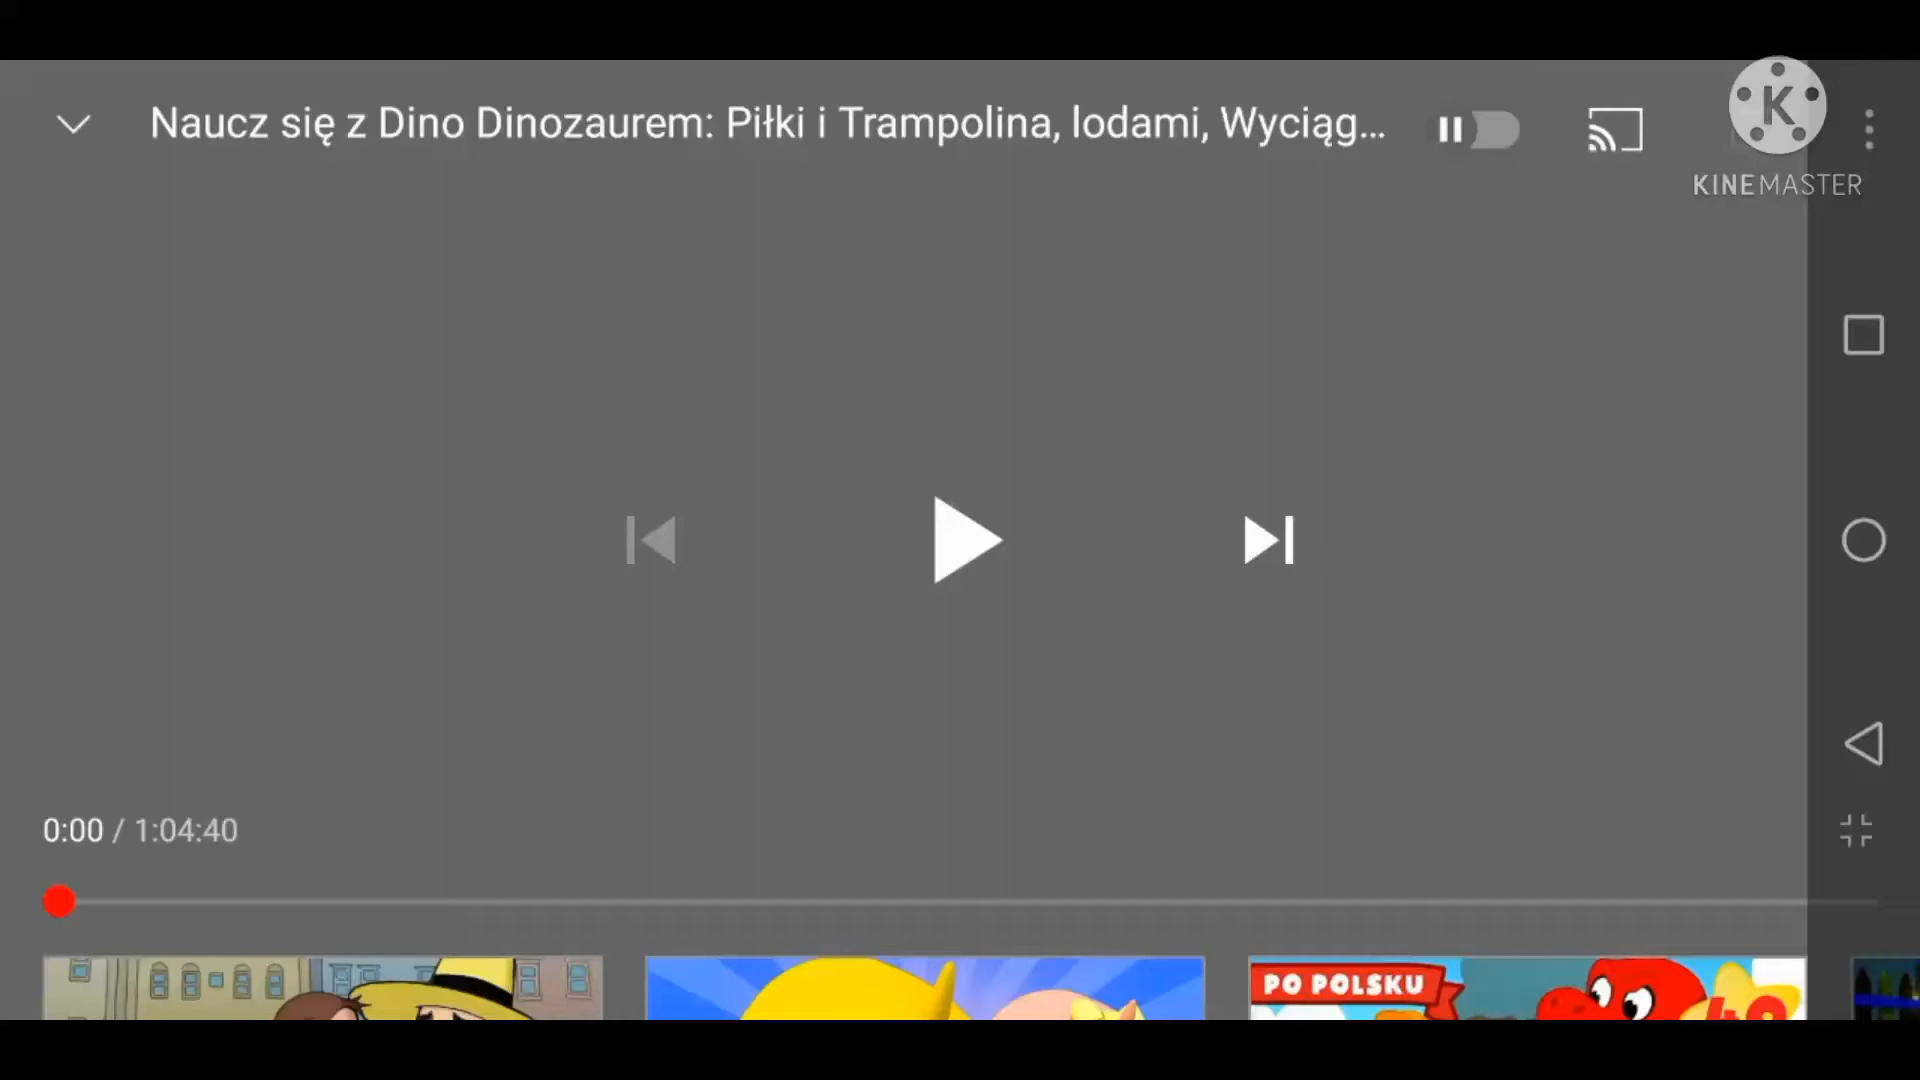 Naucz się z Dino Dinozaurem: Piłki i Trampolina, lodami, Wyciąg...
K
KINEMASTER
0:00 / 1:04:40
PO POLSKU